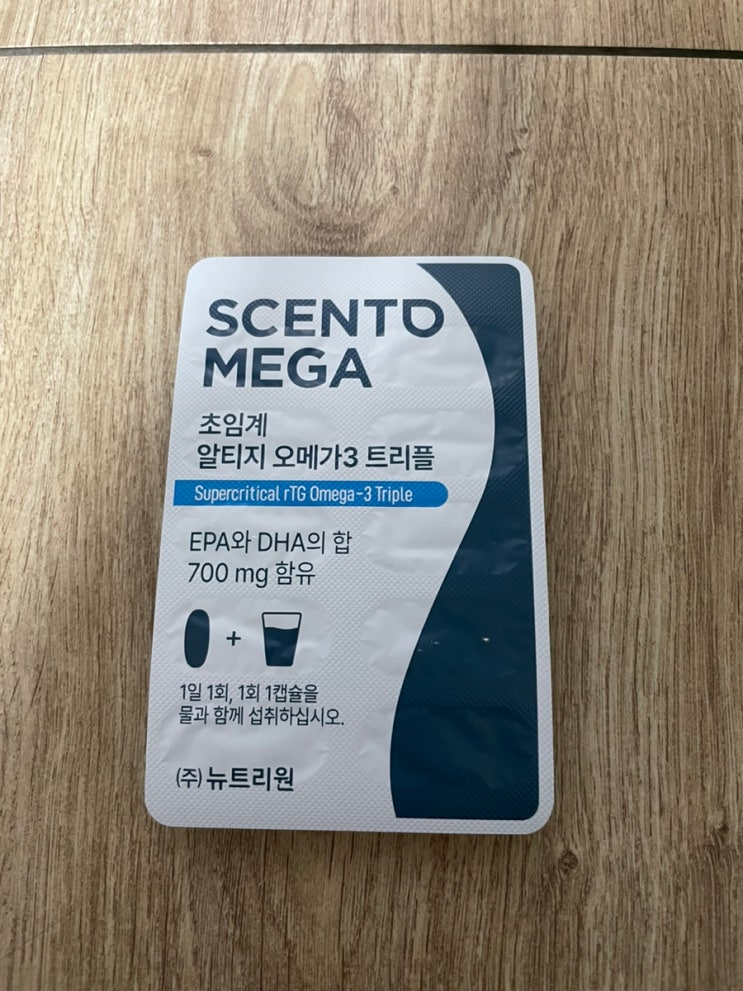 SCENTO
MEGA
초임계
알티지 오메가3 트리플
Supercritical rTG Omega-3 Triple
EPA와 DHA의 합
700 mg 함유
+
1일 1회, 1회 1캡슐을
물과 함께 섭취하십시오.
(주)뉴트리원